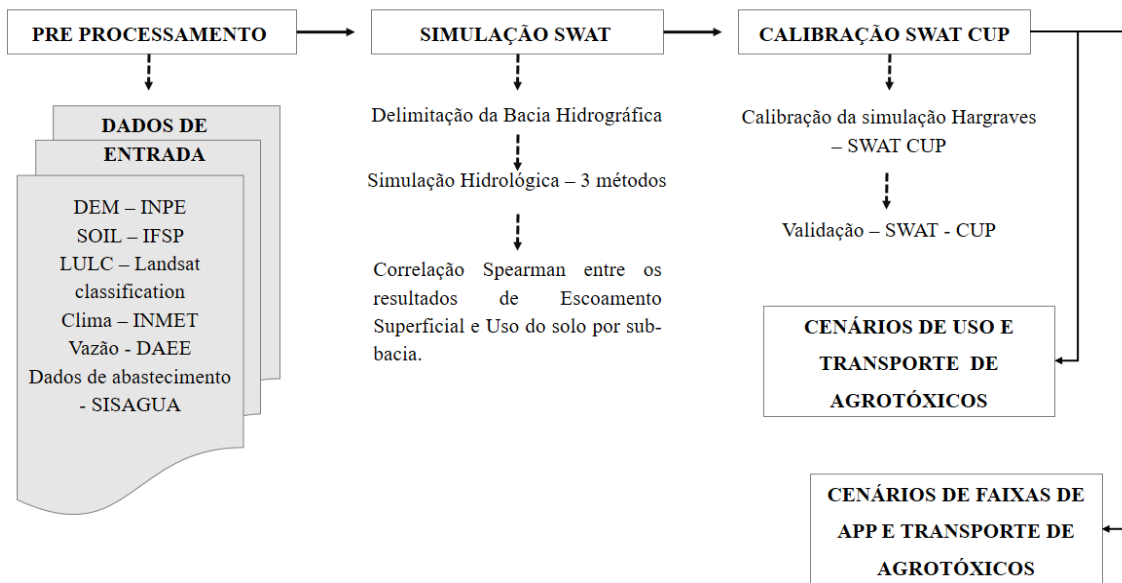 PRE PROCESSAMENTO
SIMULAÇÃO SWAT
CALIBRAÇÃO SWAT CUP
DADOS DE
ENTRADA
DEM – INPE
SOIL – IFSP
LULC – Landsat
classification
Clima – INMET
Vazão - DAEE
Dados de abastecimento
- SISAGUA
Delimitação da Bacia Hidrográfica
Simulação Hidrológica – 3 métodos
Correlação Spearman entre os
resultados de Escoamento
Superficial e Uso do solo por sub-
bacia.
Calibração da simulação Hargraves
– SWAT CUP
Validação – SWAT - CUP
CENÁRIOS DE USO E
TRANSPORTE DE
AGROTÓXICOS
CENÁRIOS DE FAIXAS DE
APP E TRANSPORTE DE
AGROTÓXICOS